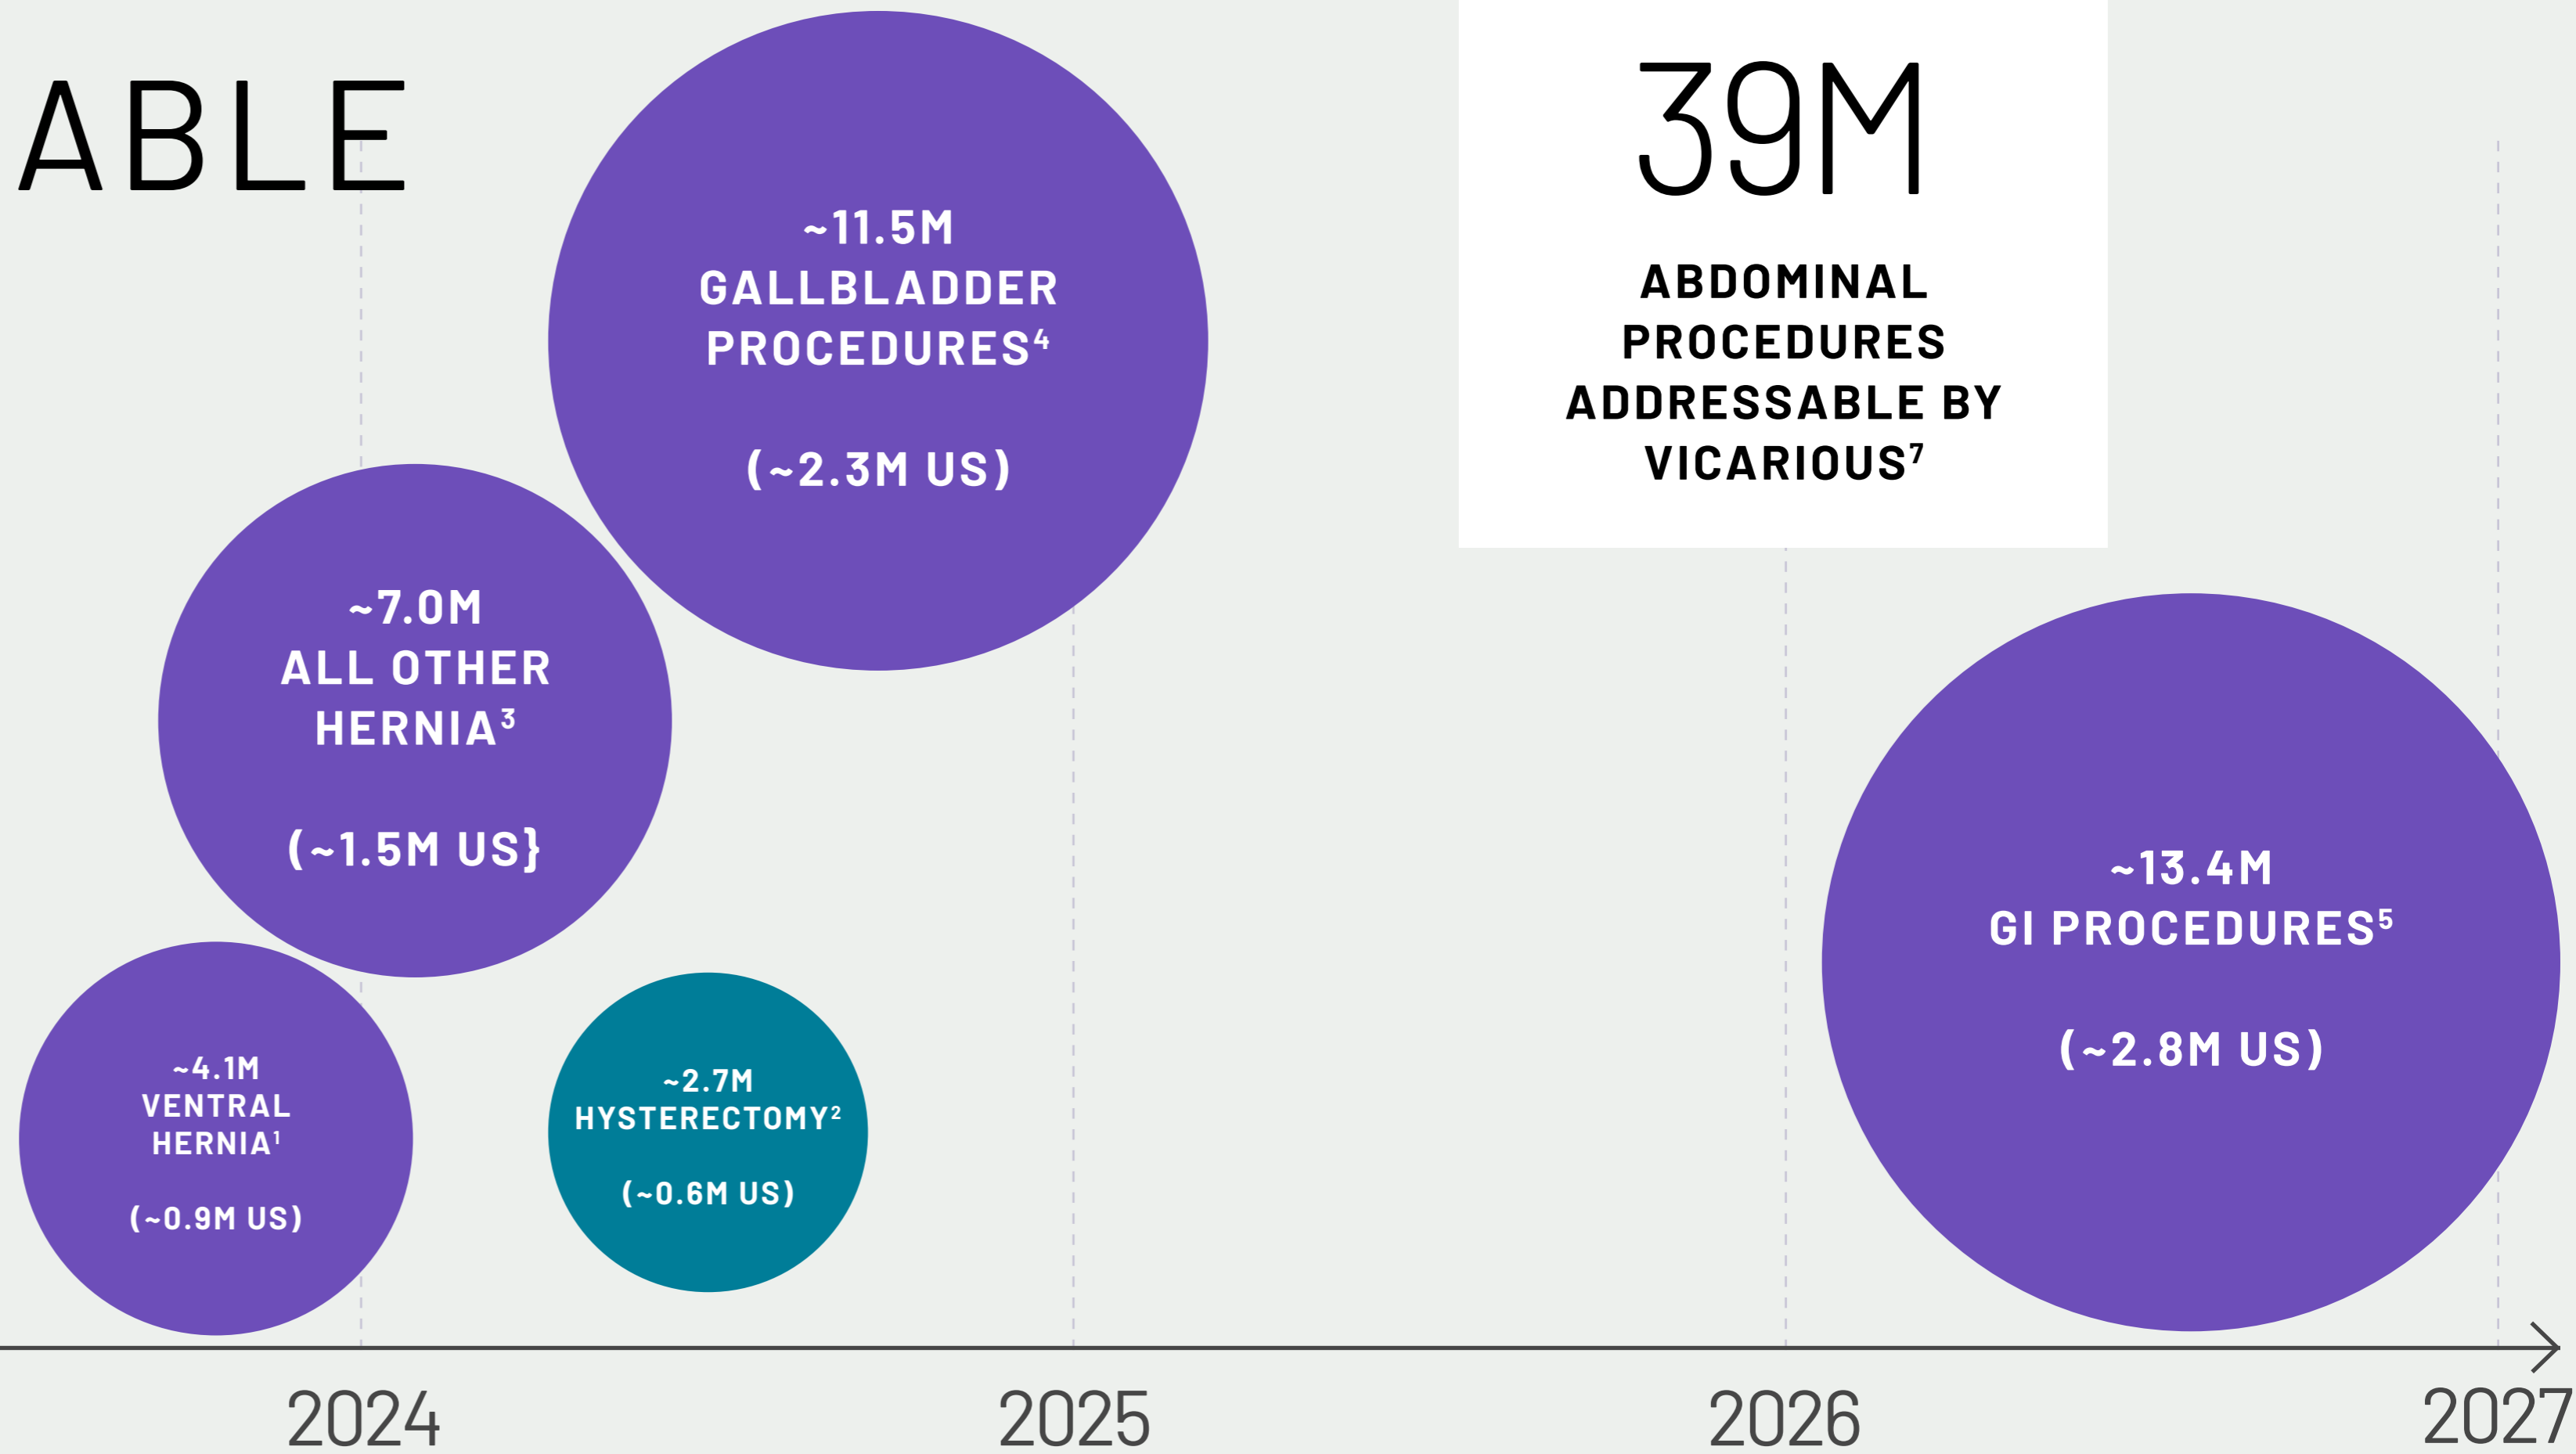 ABLE
~11.5M
GALLBLADDER
PROCEDURES⁴
(~2.3M US)
39M
ABDOMINAL
PROCEDURES
ADDRESSABLE BY
VICARIOUS⁷
~7.0M
ALL OTHER
HERNIA³
(~1.5M US}
~4.1M
VENTRAL
HERNIA¹
(~0.9M US)
~2.7M
HYSTERECTOMY²
(~0.6M US)
~13.4M
GI PROCEDURES⁵
(~2.8M US)
2024
2025
2026
2027